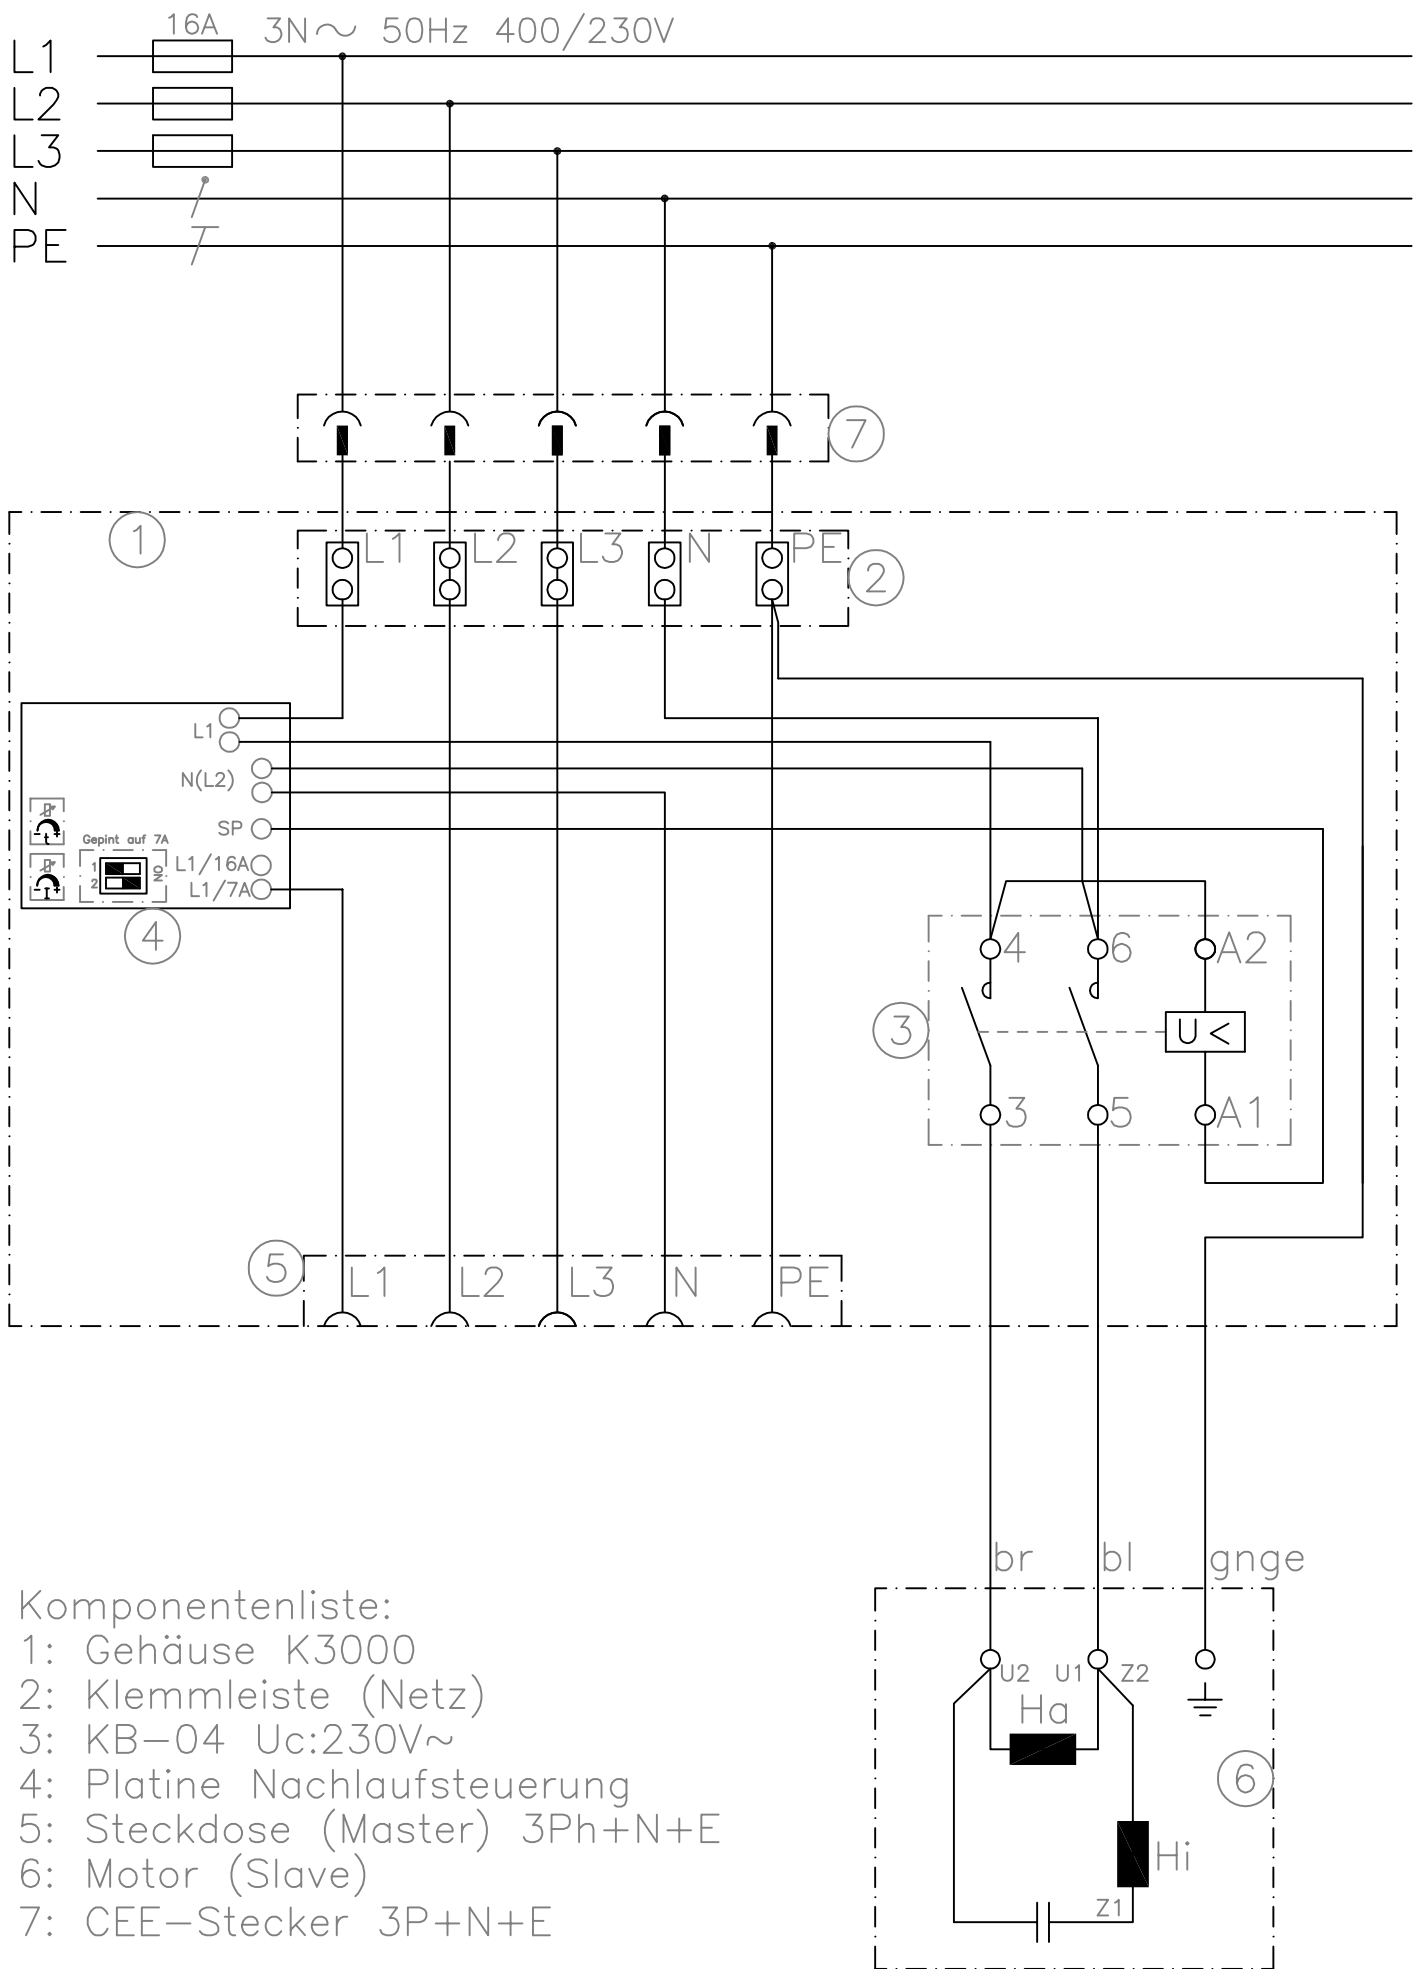 16A 3N～ 50Hz 400/230V
L1
L2
L3
N
PE
7
1
L1 L2 L3 N PE
2
L1
N(L2)
SP
Gepint auf 7A
L1/16A
L1/7A
1
2
NO
- t +
- I +
4
4 6 A2
3
U <
3 5 A1
5
L1 L2 L3 N PE
br bl gnge
U2 U1 Z2
Ha
6
Hi
Z1
Komponentenliste:
1: Gehäuse K3000
2: Klemmleiste (Netz)
3: KB-04 Uc:230V~
4: Platine Nachlaufsteuerung
5: Steckdose (Master) 3Ph+N+E
6: Motor (Slave)
7: CEE-Stecker 3P+N+E